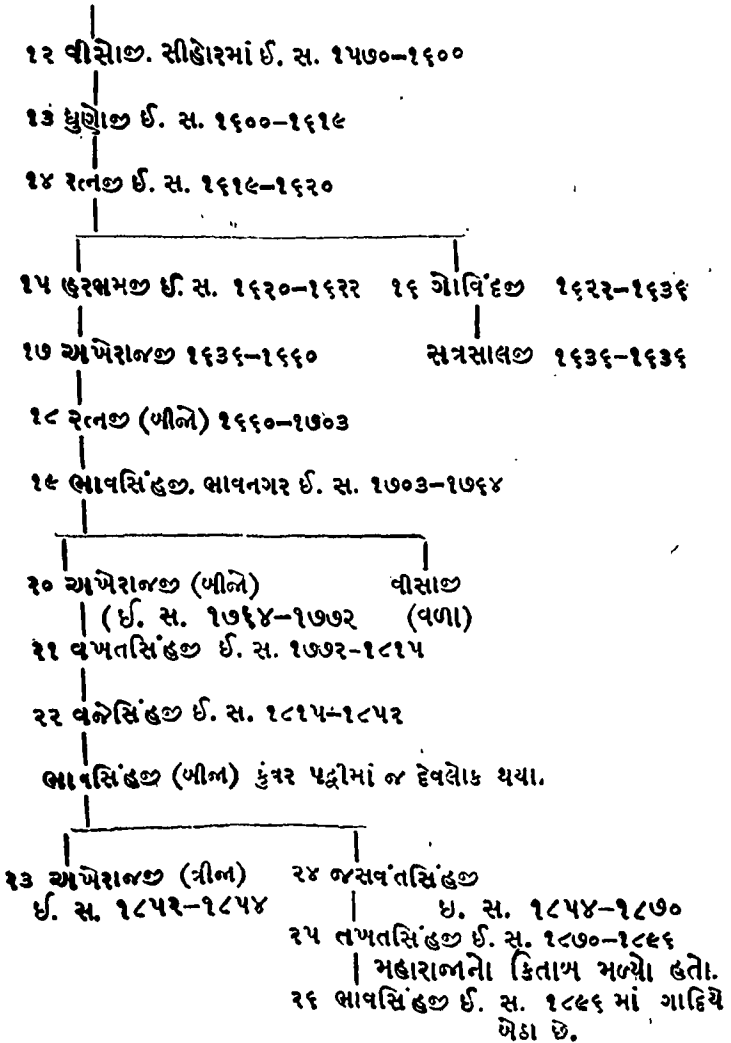 ૧૨ વીસોજી. સીહોરમાં ઈ. સ. ૧૫૭૦–૧૬૦૦
૧૩ ધુણોજી ઈ. સ. ૧૬૦૦–૧૬૧૯
૧૪ રત્નજી ઈ. સ. ૧૬૧૯–૧૬૨૦
૧૫ હરભમજી ઈ. સ. ૧૬૨૦–૧૬૨૨ ૧૬ ગોવિંદજી ૧૬૨૨–૧૬૩૬
૧૭ અખેરાજજી ૧૬૩૬–૧૬૬૦ સત્રસાલજી ૧૬૩૬–૧૬૩૬
૧૮ રત્નજી (બીજો) ૧૬૬૦–૧૭૦૩
૧૯ ભાવસિંહજી. ભાવનગર ઈ. સ. ૧૭૦૩–૧૭૬૪
૨૦ અખેરાજજી (બીજો) વીસાજી
(ઈ. સ. ૧૭૬૪–૧૭૭૨ (વળા)
૨૧ વખતસિંહજી ઈ. સ. ૧૭૭૨-૧૮૧૫
૨૨ વજેસિંહજી ઈ. સ. ૧૮૧૫–૧૮૫૨
ભાવસિંહજી (બીજા) કુંવર પદ્વીમાં જ દેવલોક થયા.
૨૩ અખેરાજજી (ત્રીજા) ૨૪ જસવંતસિંહજી
ઈ. સ. ૧૮૫૨–૧૮૫૪ ઇ. સ. ૧૮૫૪–૧૮૭૦
૨૫ તખતસિંહજી ઈ. સ. ૧૮૭૦–૧૮૯૬
મહારાજાનો કિતાબ મળ્યો હતો.
૨૬ ભાવસિંહજી ઈ. સ. ૧૮૯૬ માં ગાદિયે
બેઠા છે.